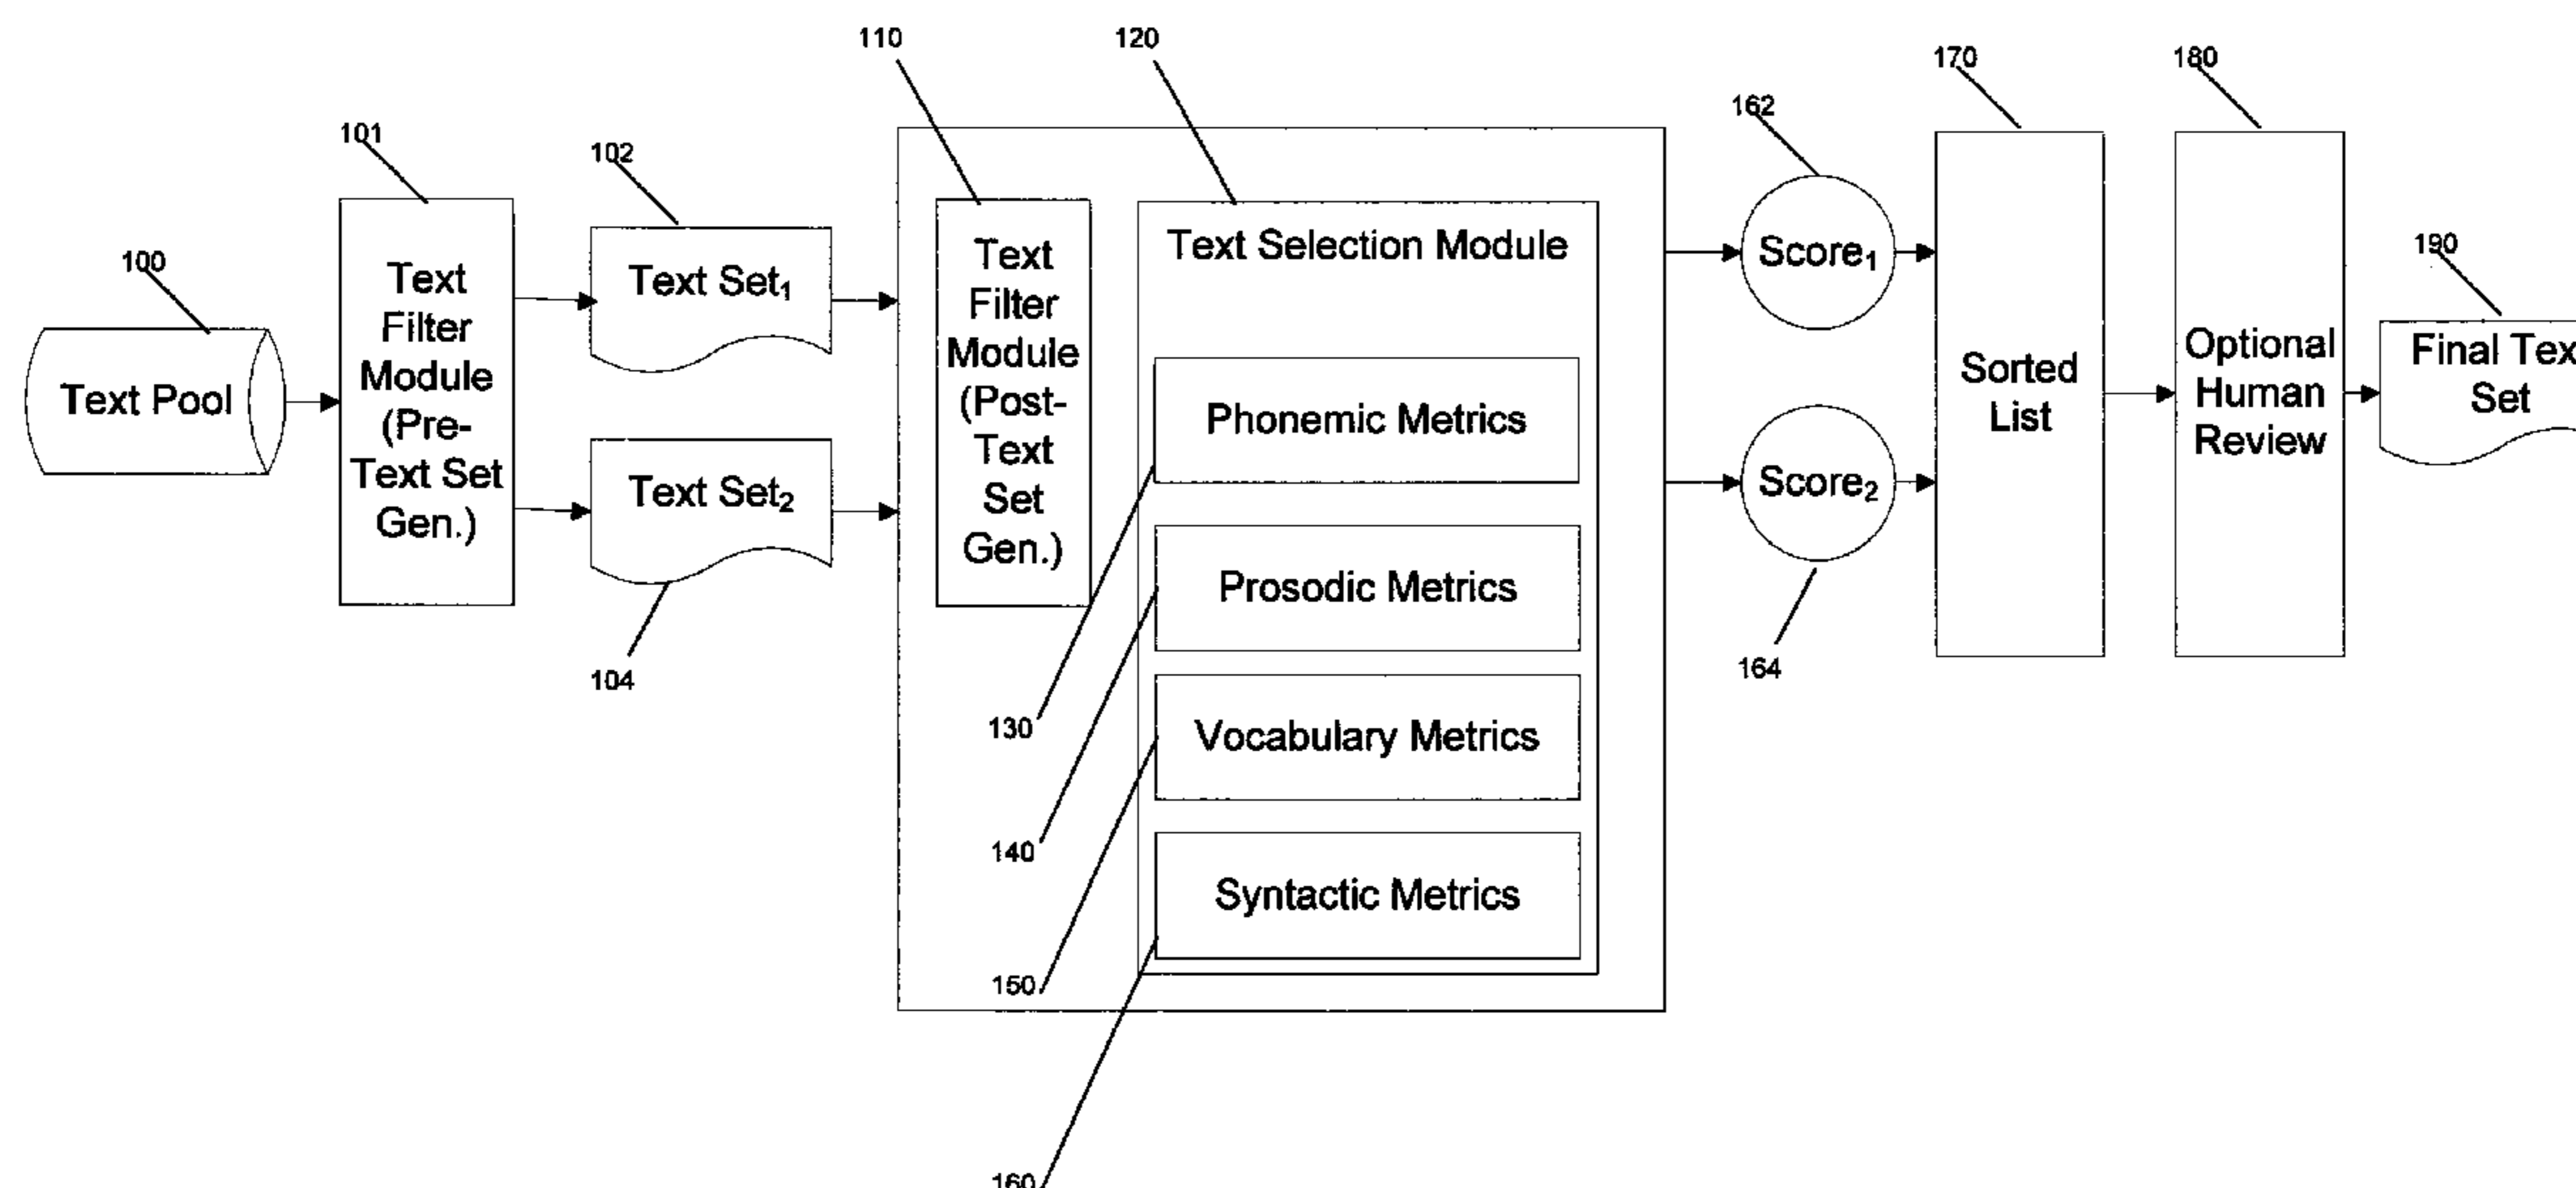 110
120
170
180
162
101
102
190
100
Text
Filter
Module
(Pre-
Text Set
Gen.)
Text Set1
Text Set2
Text Pool
104
Text
Filter
Module
(Post-
Text
Set
Gen.)
Text Selection Module
Phonemic Metrics
Prosodic Metrics
Vocabulary Metrics
Syntactic Metrics
130
140
150
160
Score1
Score2
164
Sorted
List
Optional
Human
Review
Final Tex
Set